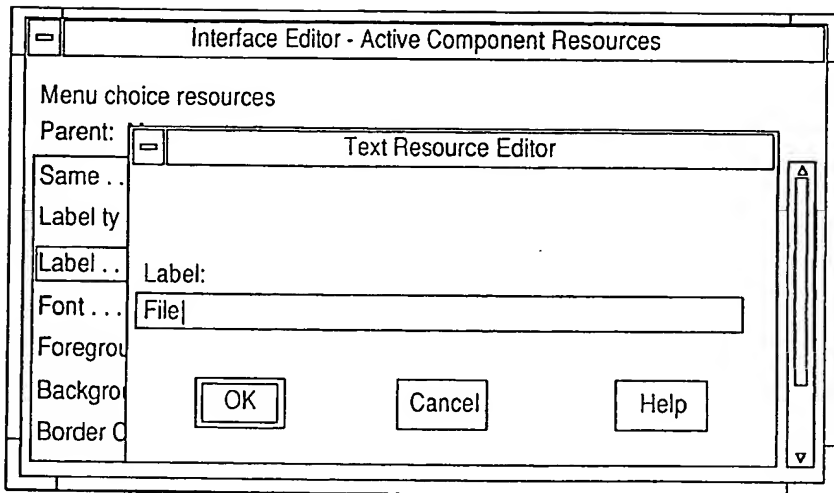 Interface Editor - Active Component Resources
Menu choice resources
Parent:
Text Resource Editor
Same . .
Label ty
Label . .
Label:
Font . . .
File
Foregrou
Backgro
OK
Cancel
Help
Border C